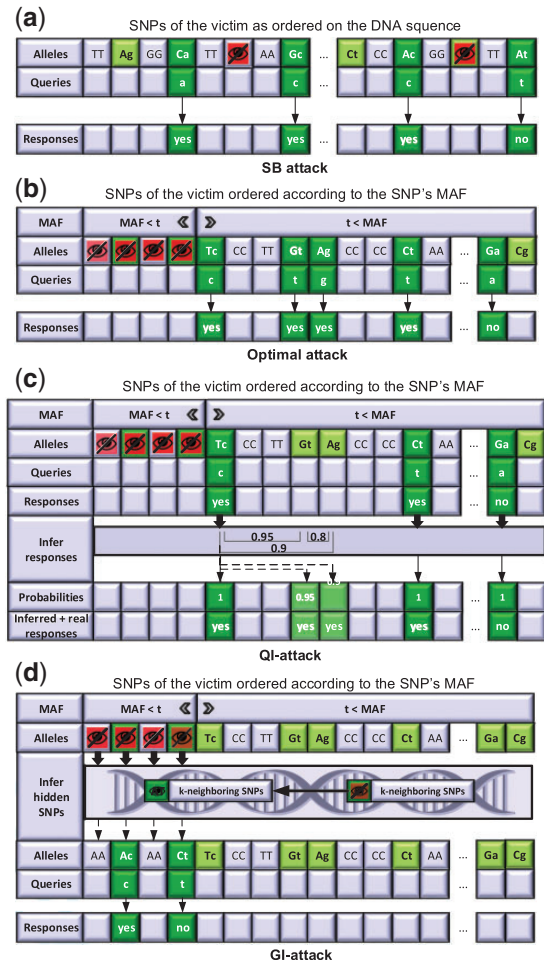 (a)
SNPs of the victim as ordered on the DNA squence
Alleles TT Ag GG Ca TT AA Gc ... Ct CC Ac GG TT At
Queries a c ... c t
Responses yes yes ... yes no
SB attack
(b)
SNPs of the victim ordered according to the SNP's MAF
MAF MAF < t t < MAF
Alleles Tc CC TT Gt Ag CC CC Ct AA ... Ga Cg
Queries c t g t ... a
Responses yes yes yes yes ... no
Optimal attack
(c)
SNPs of the victim ordered according to the SNP's MAF
MAF MAF < t t < MAF
Alleles Tc CC TT Gt Ag CC CC Ct AA ... Ga Cg
Queries c t ... a
Responses yes yes ... no
Infer responses
0.95 0.8
0.9
Probabilities 1 0.95 0.9 1 ... 1
Inferred + real responses yes yes yes yes ... no
QI-attack
(d)
SNPs of the victim ordered according to the SNP's MAF
MAF MAF < t t < MAF
Alleles Tc CC TT Gt Ag CC CC Ct AA ... Ga Cg
Infer hidden SNPs
k-neighboring SNPs k-neighboring SNPs
Alleles AA Ac AA Ct Tc CC TT Gt Ag CC CC Ct AA ... Ga Cg
Queries c t ...
Responses yes no ...
GI-attack